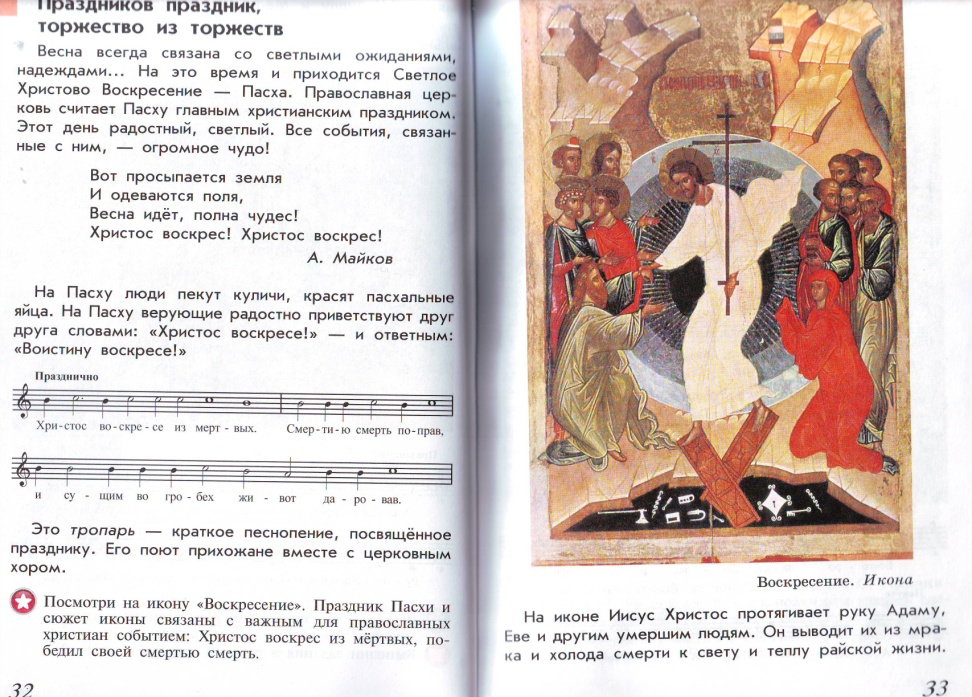 Праздников праздник,
торжество из торжеств
Весна всегда связана со светлыми ожиданиями,
надеждами... На это время и приходится Светлое
Христово Воскресение — Пасха. Православная цер-
ковь считает Пасху главным христианским праздником.
Этот день радостный, светлый. Все события, связан-
ные с ним, — огромное чудо!
Вот просыпается земля
И одеваются поля,
Весна идёт, полна чудес!
Христос воскрес! Христос воскрес!
А. Майков
На Пасху люди пекут куличи, красят пасхальные
яйца. На Пасху верующие радостно приветствуют друг
друга словами: «Христос воскресе!» — и ответным:
«Воистину воскресе!»
Празднично
Хри-стос во-скре-се из мерт-вых. Смер-ти-ю смерть по-прав,
и су-щим во гро-бех жи-вот да-ро-вав.
Это тропарь — краткое песнопение, посвящённое
празднику. Его поют прихожане вместе с церковным
хором.
Посмотри на икону «Воскресение». Праздник Пасхи и
сюжет иконы связаны с важным для православных
христиан событием: Христос воскрес из мёртвых, по-
бедил своей смертью смерть.
32
Воскресение. Икона
На иконе Иисус Христос протягивает руку Адаму,
Еве и другим умершим людям. Он выводит их из мра-
ка и холода смерти к свету и теплу райской жизни.
33